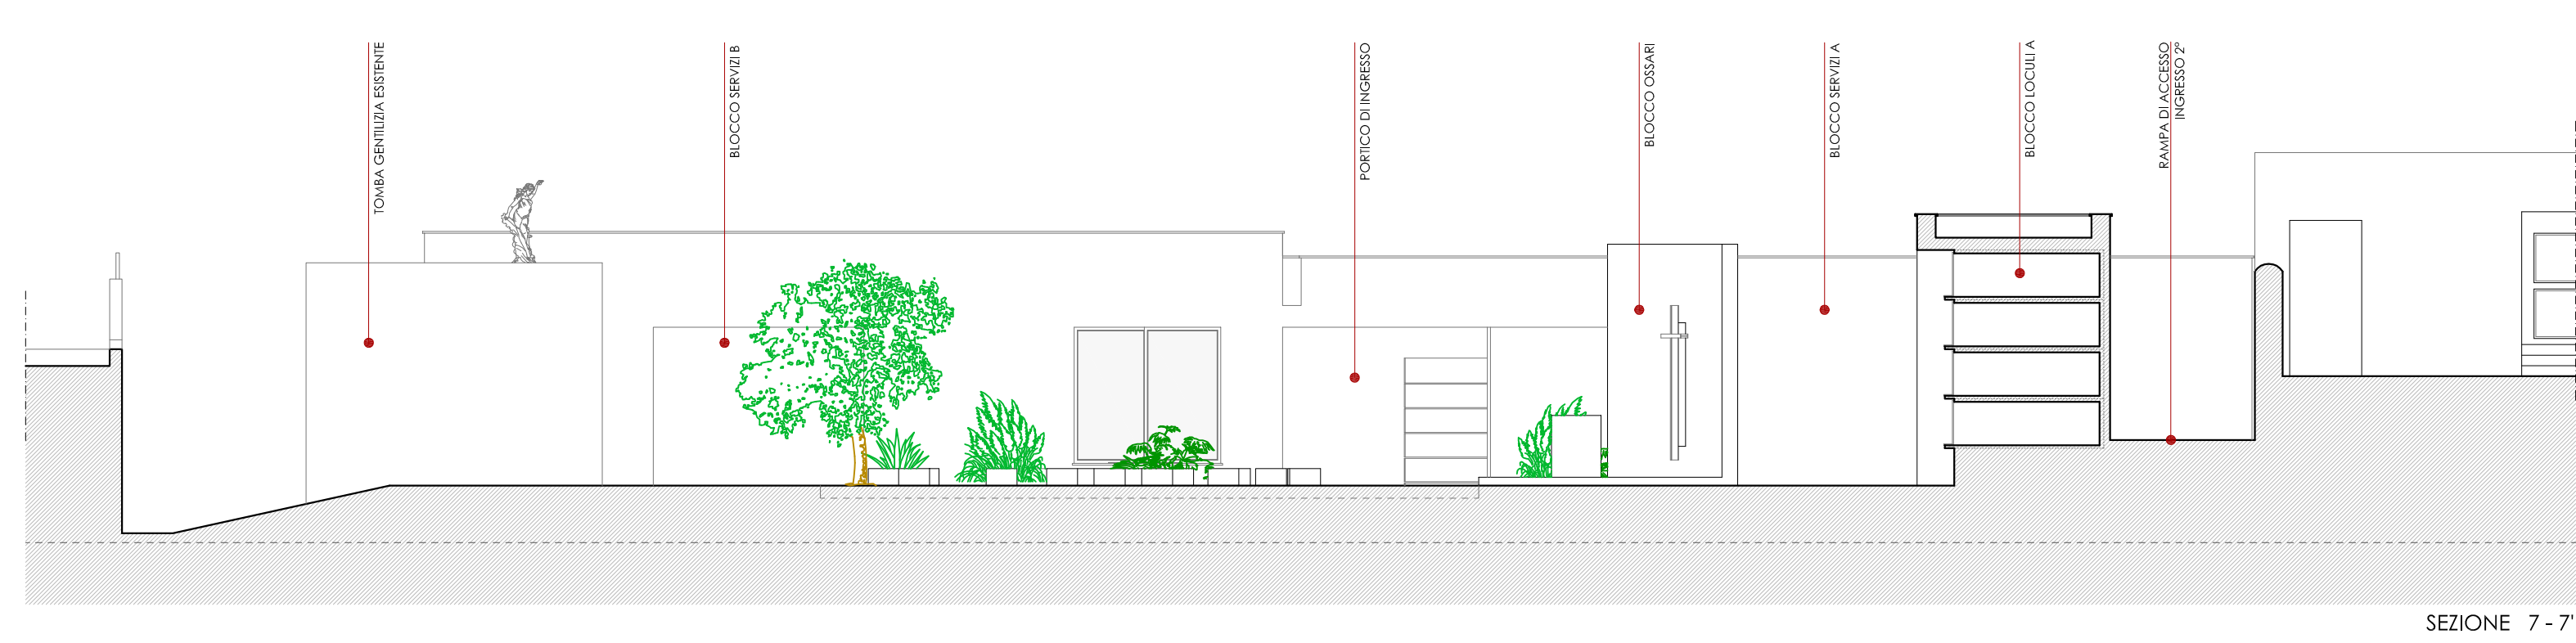 TOMBA GENTILIZIA ESISTENTE
BLOCCO SERVIZI B
PORTICO DI INGRESSO
BLOCCO OSSARI
BLOCCO SERVIZI A
BLOCCO LOCULI A
RAMPA DI ACCESSO
INGRESSO 2°
SEZIONE 7 - 7'